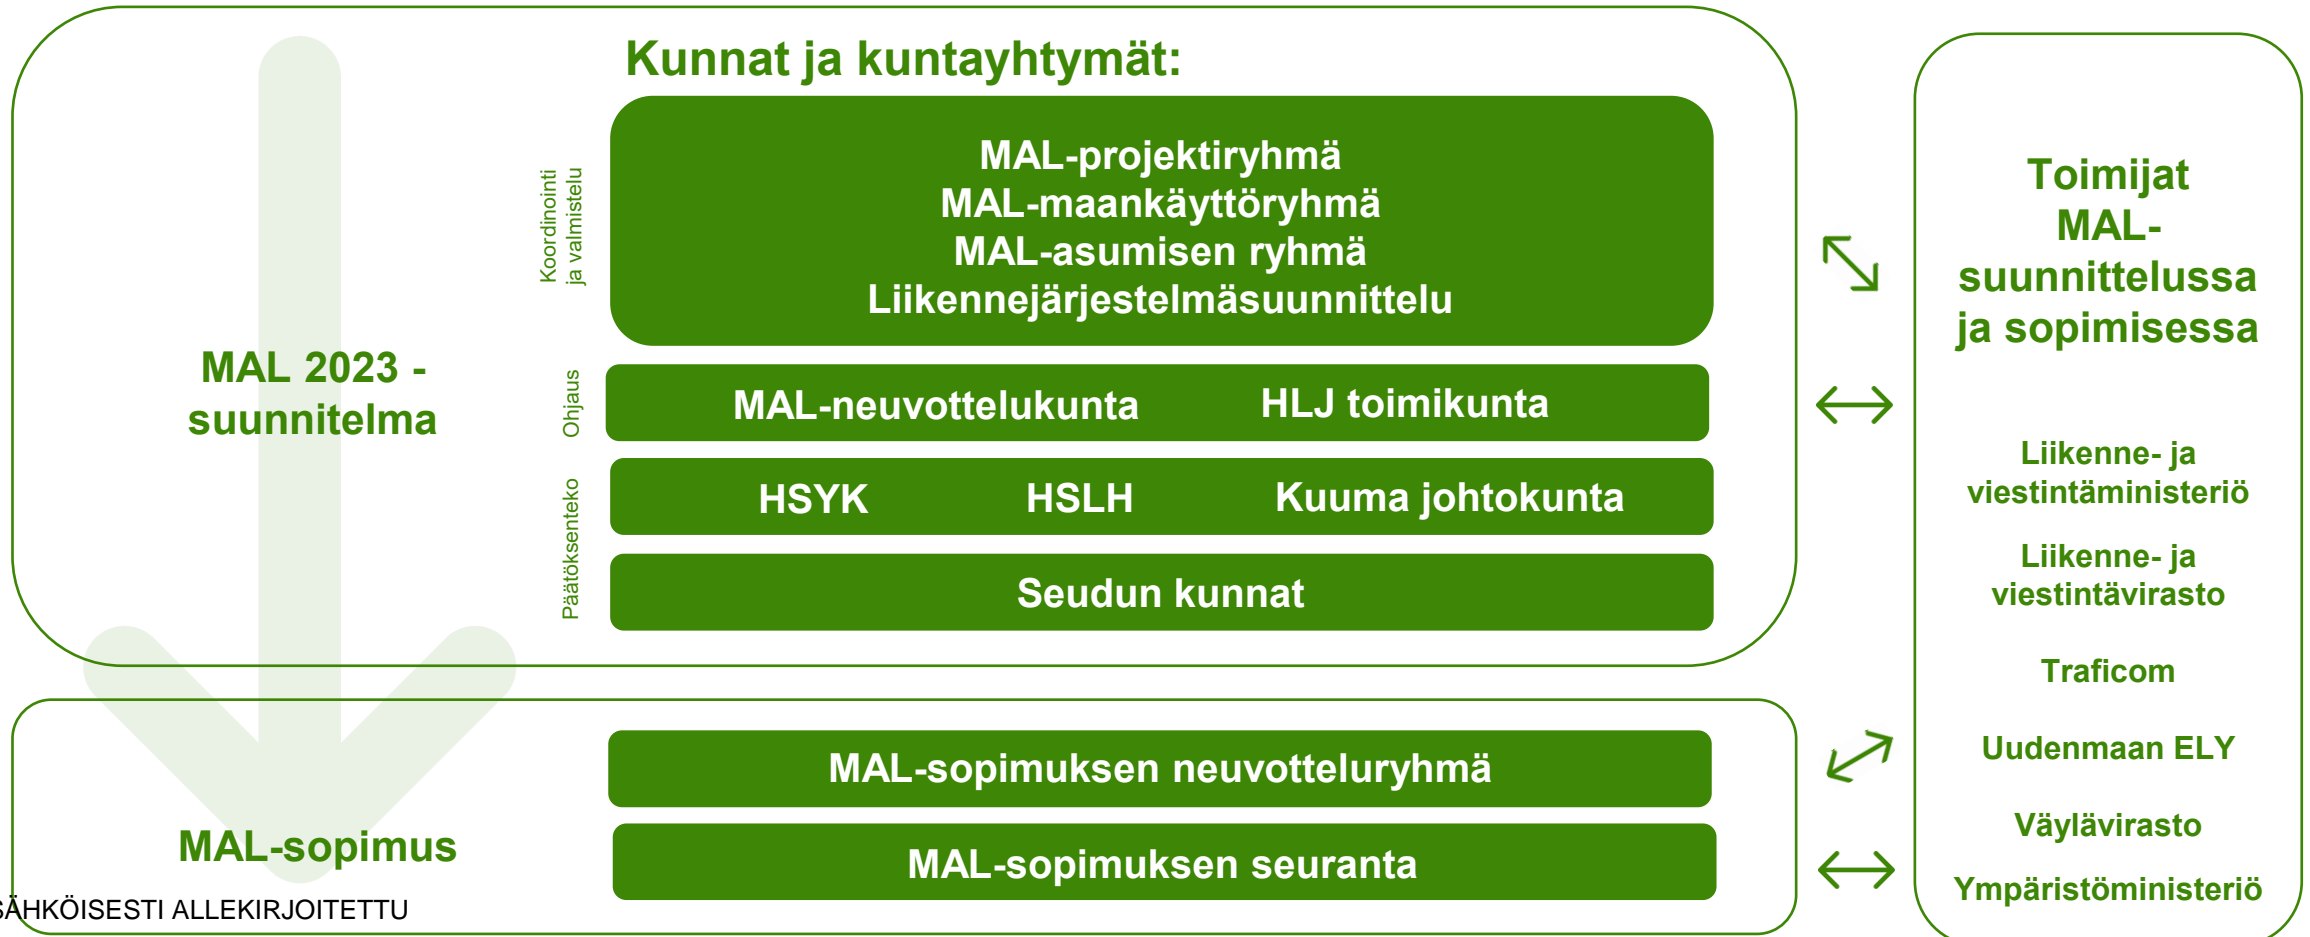 Kunnat ja kuntayhtymät:
Koordinointi
ja valmistelu
MAL-projektiryhmä
MAL-maankäyttöryhmä
MAL-asumisen ryhmä
Liikennejärjestelmäsuunnittelu
MAL 2023 -
suunnitelma
Ohjaus
MAL-neuvottelukunta
HLJ toimikunta
Päätöksenteko
HSYK
HSLH
Kuuma johtokunta
Seudun kunnat
MAL-sopimus
MAL-sopimuksen neuvotteluryhmä
MAL-sopimuksen seuranta
SÄHKÖISESTI ALLEKIRJOITETTU
Toimijat
MAL-
suunnittelussa
ja sopimisessa
Liikenne- ja
viestintäministeriö
Liikenne- ja
viestintävirasto
Traficom
Uudenmaan ELY
Väylävirasto
Ympäristöministeriö